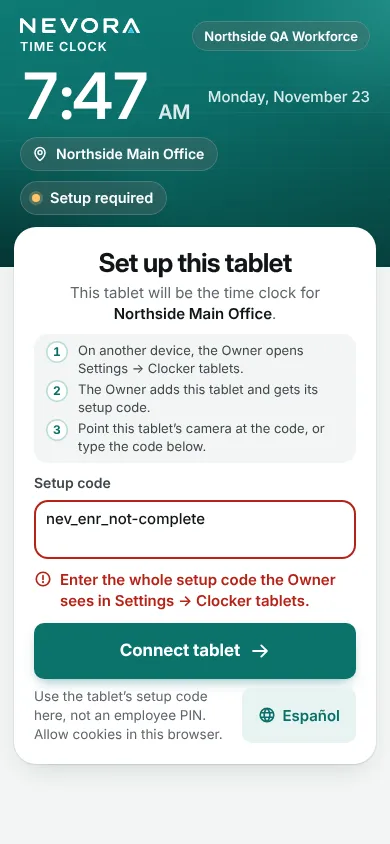 NEVORA
TIME CLOCK
Northside QA Workforce
7:47 AM
Monday, November 23
Northside Main Office
Setup required
Set up this tablet
This tablet will be the time clock for
Northside Main Office.
1 On another device, the Owner opens
Settings → Clocker tablets.
2 The Owner adds this tablet and gets its
setup code.
3 Point this tablet’s camera at the code, or
type the code below.
Setup code
nev_enr_not-complete
Enter the whole setup code the Owner
sees in Settings → Clocker tablets.
Connect tablet →
Use the tablet’s setup code
here, not an employee PIN.
Allow cookies in this browser.
Español